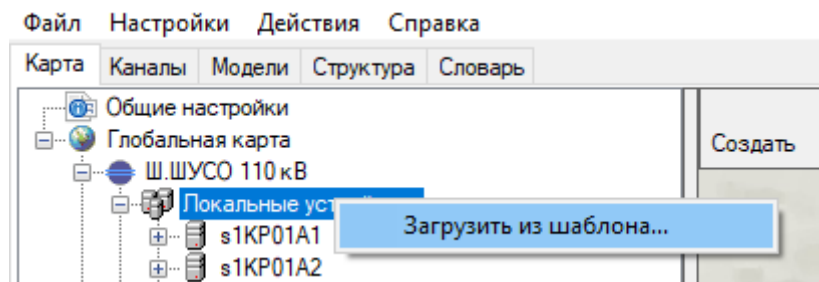 Файл Настройки Действия Справка
Карта Каналы Модели Структура Словарь
Общие настройки
Глобальная карта
Создать
Ш.ШУСО 110 кВ
Локальные
Загрузить из шаблона...
s1KP01A1
s1KP01A2